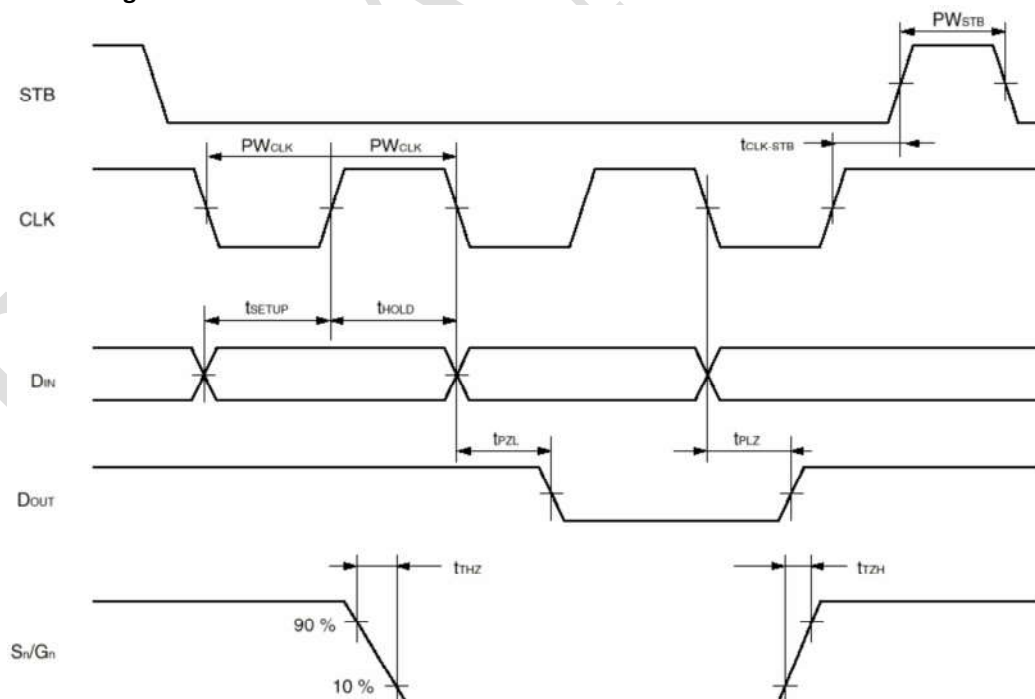 PWSTB
STB
PWCLK PWCLK
tCLK-STB
CLK
tSETUP tHOLD
DIN
tPZL tPLZ
DOUT
tTHZ tTZH
90 %
Sn/Gn
10 %